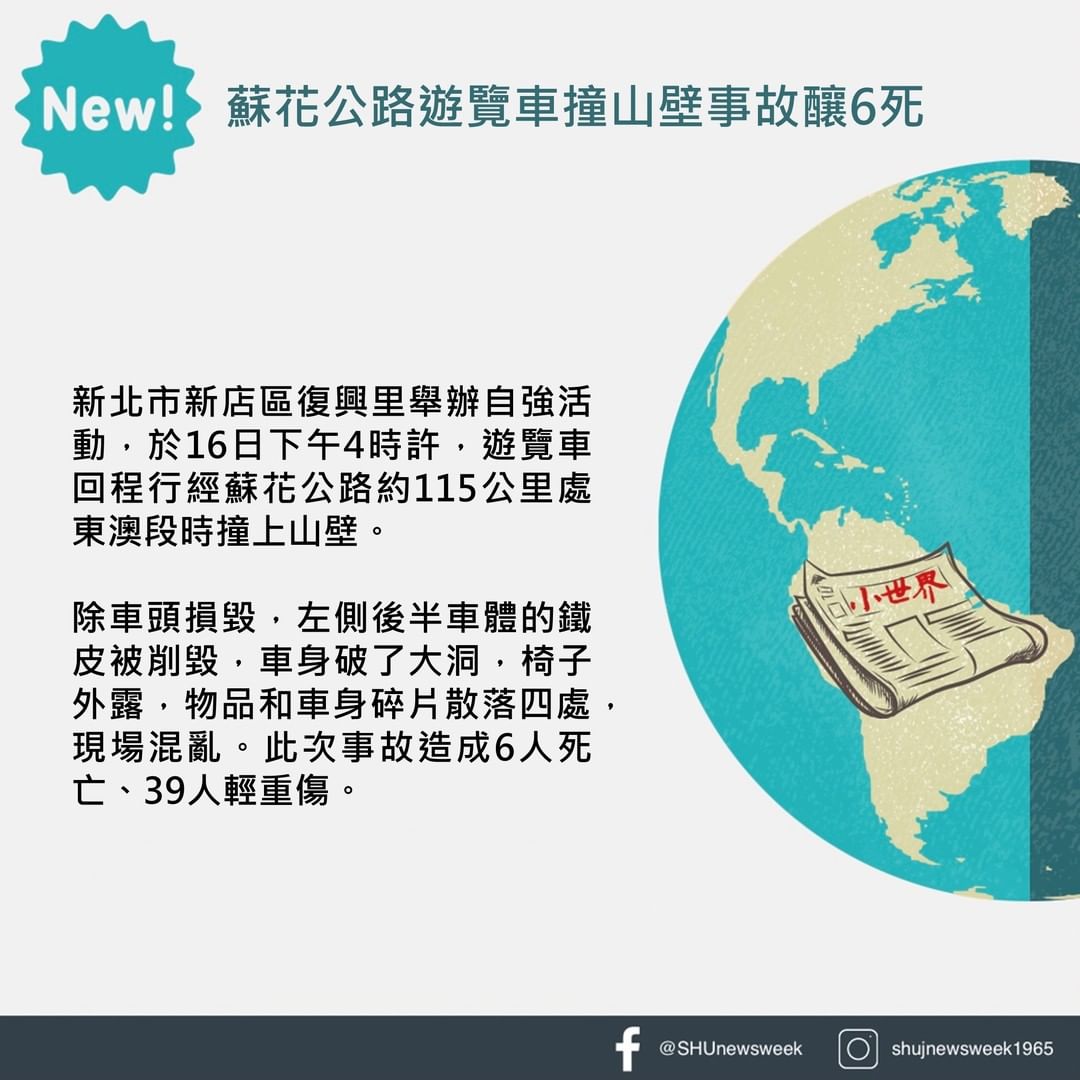 New!
蘇花公路遊覽車撞山壁事故釀6死
新北市新店區復興里舉辦自強活
動，於16日下午4時許，遊覽車
回程行經蘇花公路約115公里處
東澳段時撞上山壁。
除車頭損毀，左側後半車體的鐵
皮被削毀，車身破了大洞，椅子
外露，物品和車身碎片散落四處，
現場混亂。此次事故造成6人死
亡、39人輕重傷。
小世界
@SHUnewsweek
shujnewsweek1965